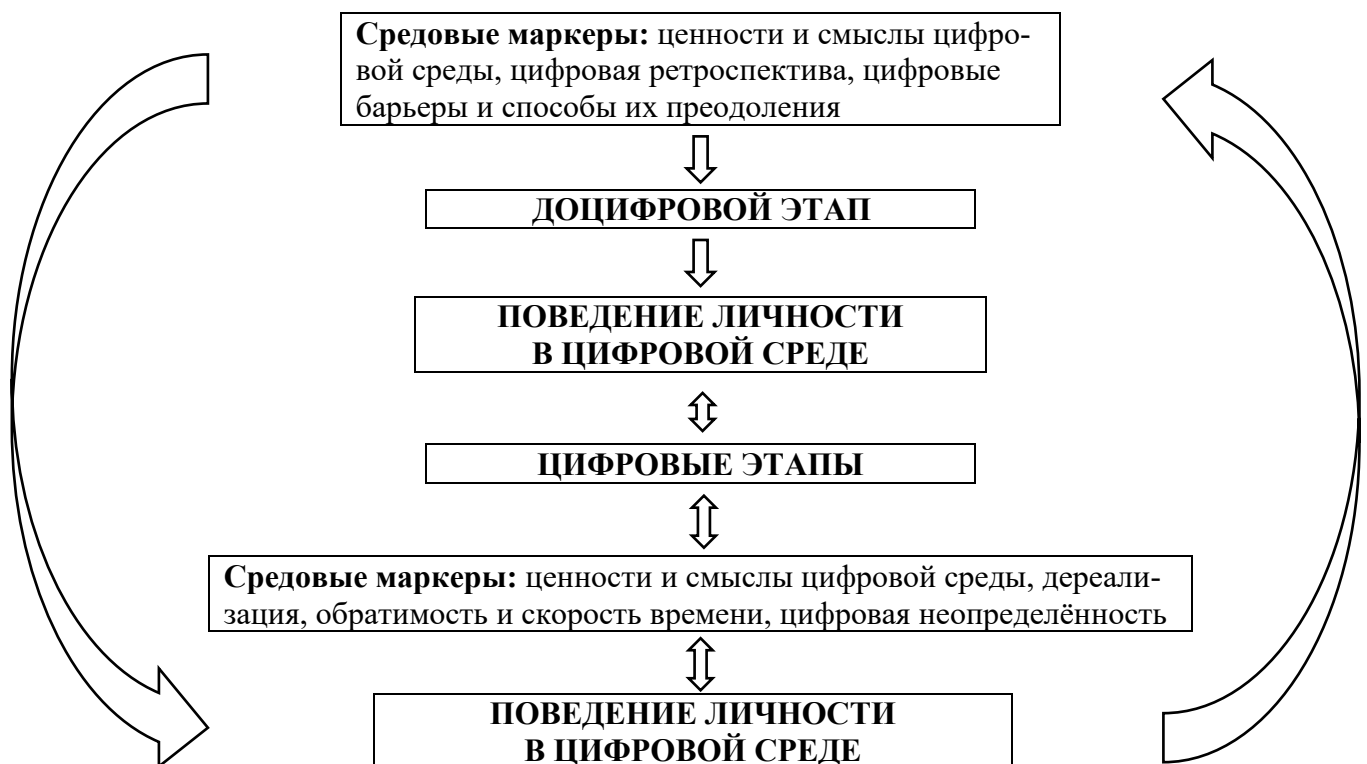 Средовые маркеры: ценности и смыслы цифро-
вой среды, цифровая ретроспектива, цифровые
барьеры и способы их преодоления
ДОЦИФРОВОЙ ЭТАП
ПОВЕДЕНИЕ ЛИЧНОСТИ
В ЦИФРОВОЙ СРЕДЕ
ЦИФРОВЫЕ ЭТАПЫ
Средовые маркеры: ценности и смыслы цифровой среды, дереали-
зация, обратимость и скорость времени, цифровая неопределённость
ПОВЕДЕНИЕ ЛИЧНОСТИ
В ЦИФРОВОЙ СРЕДЕ